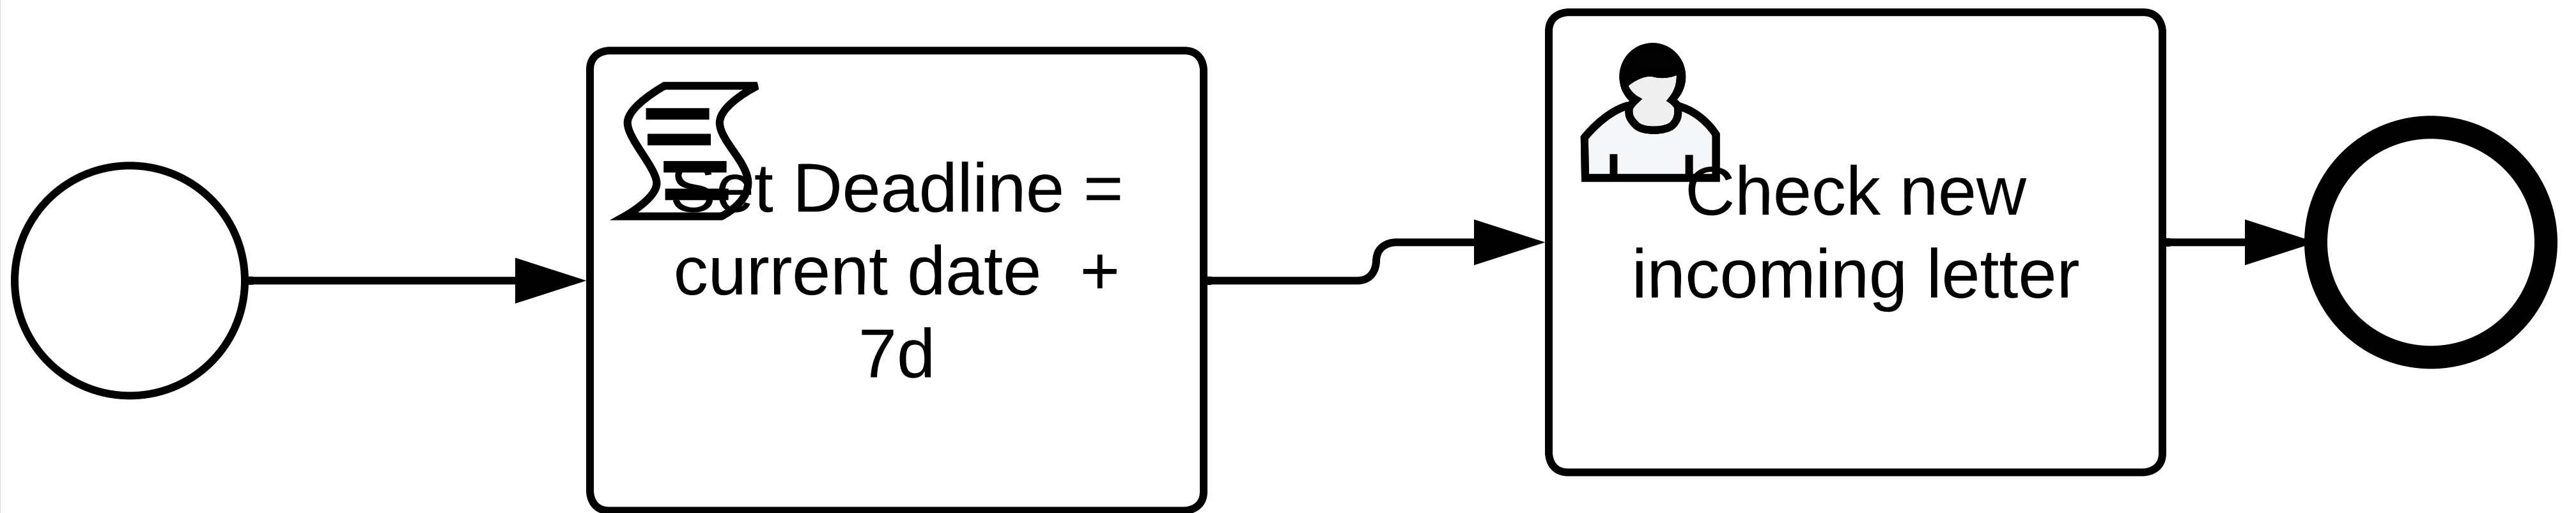 Set Deadline =
current date  +
7d
Check new
incoming letter